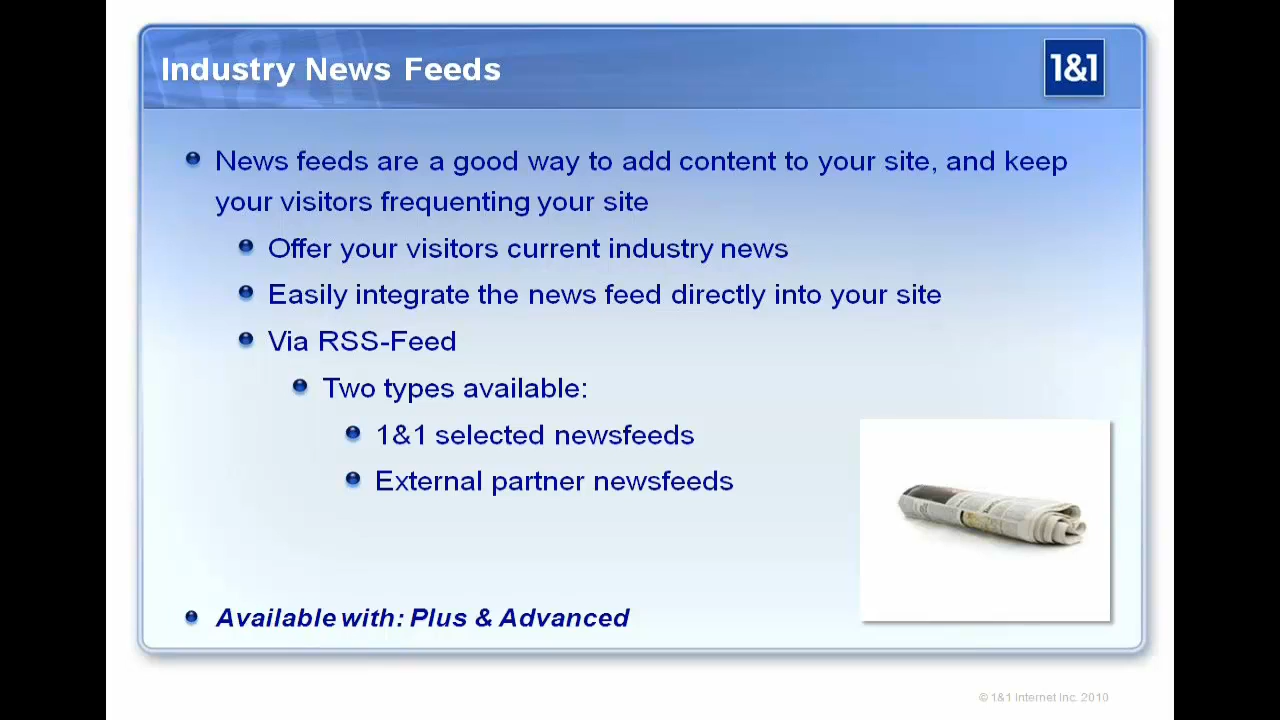 Industry News Feeds
1&1
News feeds are a good way to add content to your site, and keep
your visitors frequenting your site
Offer your visitors current industry news
Easily integrate the news feed directly into your site
Via RSS-Feed
Two types available:
1&1 selected newsfeeds
External partner newsfeeds
Available with: Plus & Advanced
© 1&1 Internet Inc. 2010